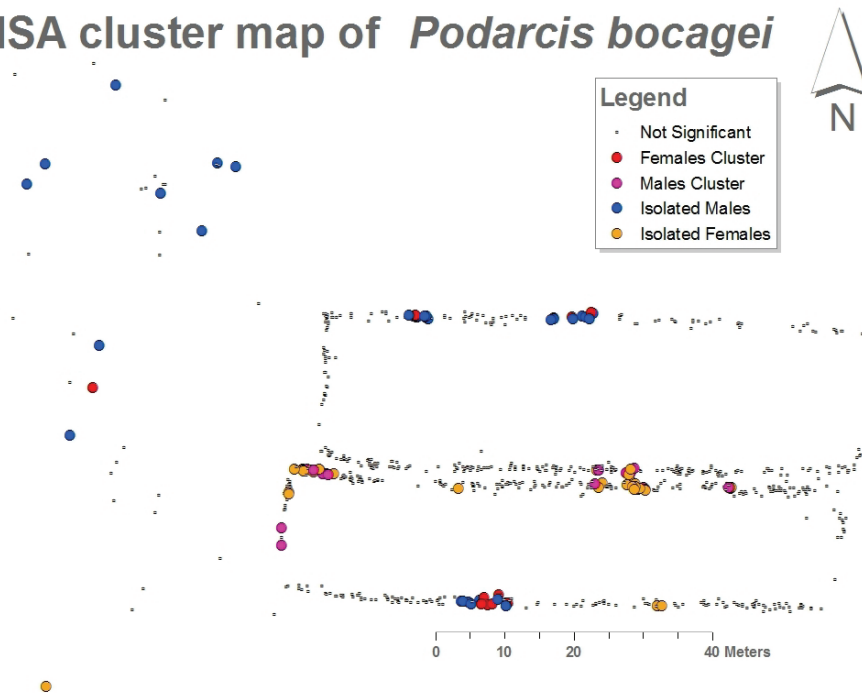 ISA cluster map of Podarcis bocagei
Legend
Not Significant
Females Cluster
Males Cluster
Isolated Males
Isolated Females
N
0 10 20 40 Meters